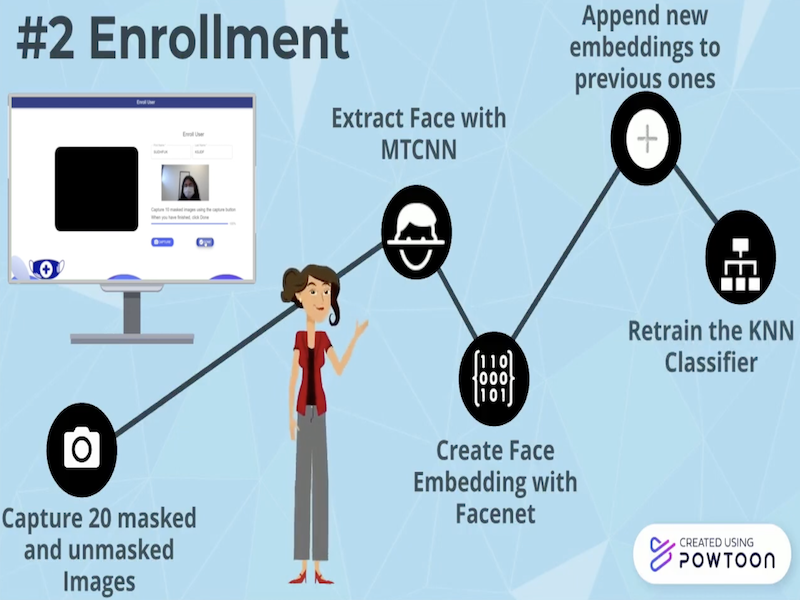 #2 Enrollment
Enroll User
Enroll User
Capture 10 masked images using the capture button
When you have finished, click Done
CAPTURE
Extract Face with
MTCNN
Append new
embeddings to
previous ones
110
000
101
Retrain the KNN
Classifier
Create Face
Embedding with
Facenet
Capture 20 masked
and unmasked
Images
CREATED USING
POWTOON